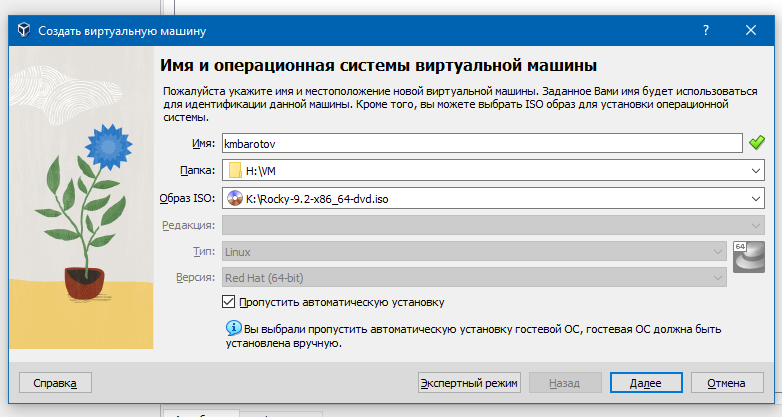 Создать виртуальную машину
Имя и операционная системы виртуальной машины
Пожалуйста укажите имя и местоположение новой виртуальной машины. Заданное Вами имя будет использоваться
для идентификации данной машины. Кроме того, вы можете выбрать ISO образ для установки операционной
системы.
Имя: kmbarotov
Папка: H:\VM
Образ ISO: K:\Rocky-9.2-x86_64-dvd.iso
Редакция:
Тип: Linux 64
Версия: Red Hat (64-bit)
Пропустить автоматическую установку
Вы выбрали пропустить автоматическую установку гостевой ОС, гостевая ОС должна быть
установлена вручную.
Справка Экспертный режим Назад Далее Отмена